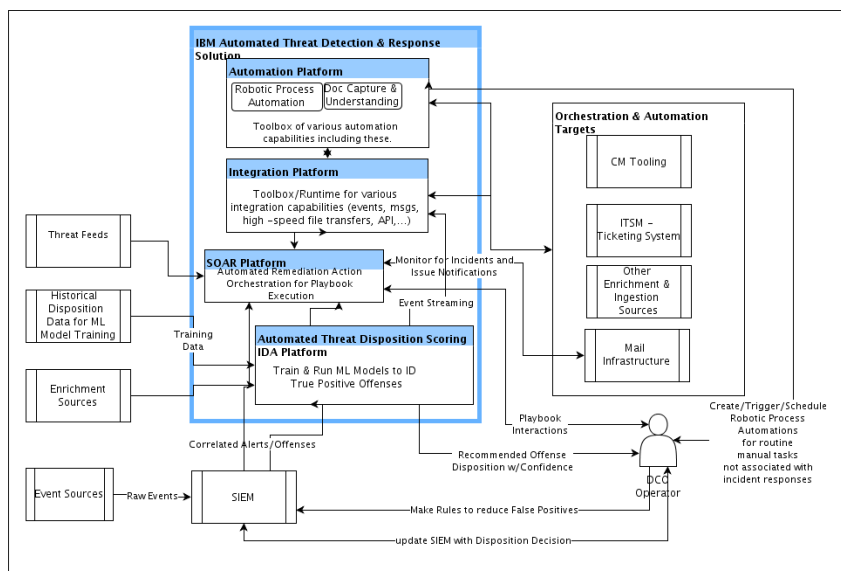 IBM Automated Threat Detection & Response
Solution
Automation Platform
Robotic Process
Automation
Doc Capture &
Understanding
Toolbox of various automation
capabilities including these.
Integration Platform
Toolbox/Runtime for various
integration capabilities (events, msgs,
high -speed file transfers, API,...)
SOAR Platform
Automated Remediation Action
Orchestration for Playbook
Execution
Automated Threat Disposition Scoring
IDA Platform
Train & Run ML Models to ID
True Positive Offenses
Orchestration & Automation
Targets
CM Tooling
ITSM -
Ticketing System
Other
Enrichment &
Ingestion
Sources
Mail
Infrastructure
Threat Feeds
Historical
Disposition
Data for ML
Model Training
Enrichment
Sources
Event Sources
Training
Data
Monitor for Incidents and
Issue Notifications
Event Streaming
Correlated Alerts/Offenses
Playbook
Interactions
Recommended Offense
Disposition w/Confidence
Create/Trigger/Schedule
Robotic Process
Automations
for routine
manual tasks
not associated with
incident responses
DCO
Operator
Raw Events
SIEM
Make Rules to reduce False Positives
update SIEM with Disposition Decision